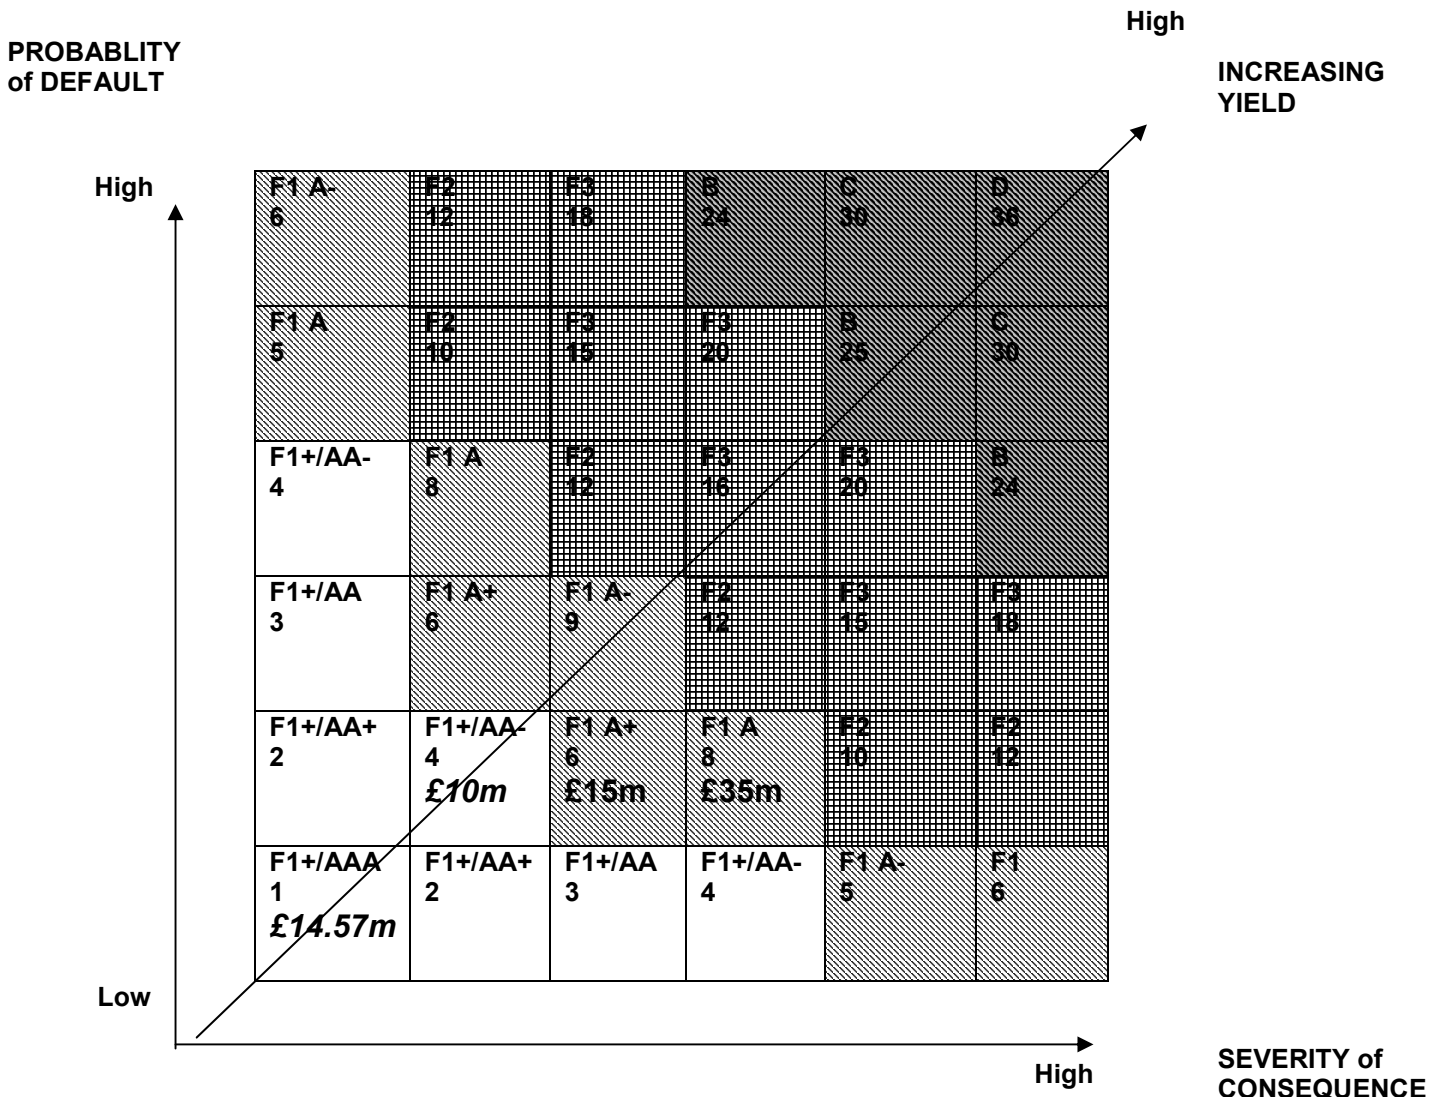 High
PROBABLITY
of DEFAULT
INCREASING
YIELD
High
F1 A-
6
F2
12
F3
18
B
24
C
30
D
36
F1 A
5
F2
10
F3
15
F3
20
B
25
C
30
F1+/AA-
4
F1 A
8
F2
12
F3
16
F3
20
B
24
F1+/AA
3
F1 A+
6
F1 A-
9
F2
12
F3
15
F3
18
F1+/AA+
2
F1+/AA-
4
£10m
F1 A+
6
£15m
F1 A
8
£35m
F2
10
F2
12
F1+/AAA
1
£14.57m
F1+/AA+
2
F1+/AA
3
F1+/AA-
4
F1 A-
5
F1
6
Low
High
SEVERITY of
CONSEQUENCE